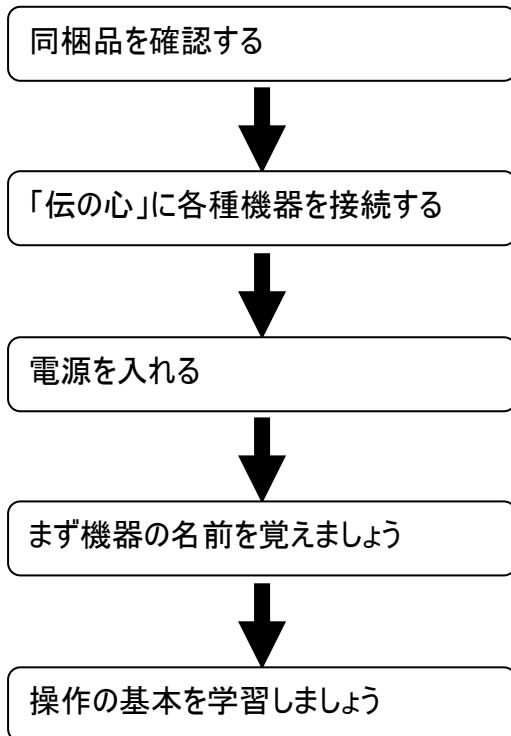 同梱品を確認する
「伝の心」に各種機器を接続する
電源を入れる
まず機器の名前を覚えましょう
操作の基本を学習しましょう